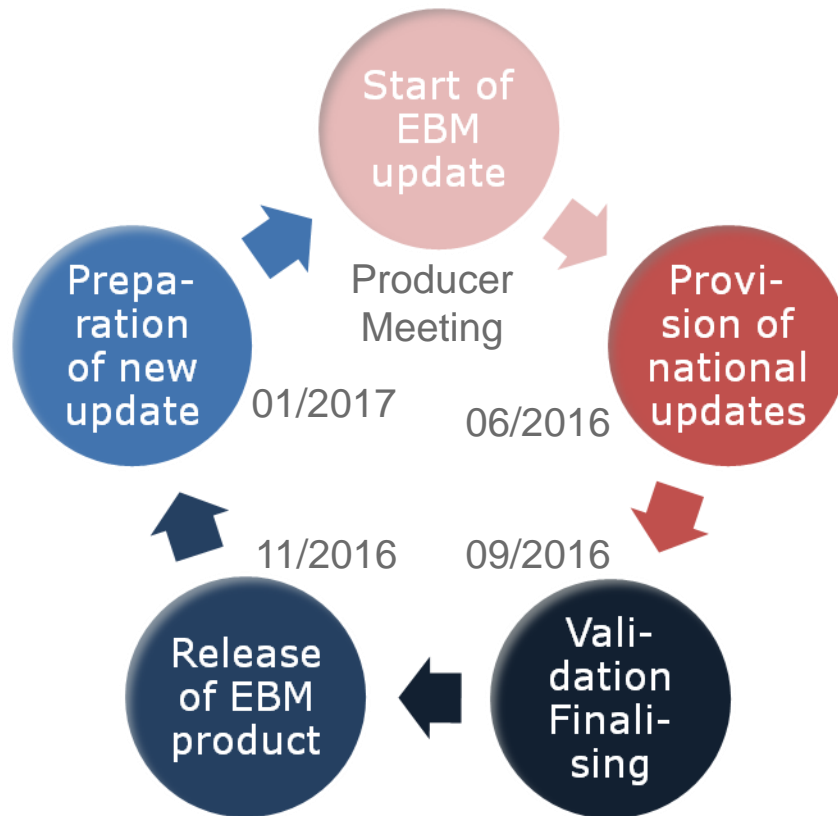 Start of
EBM
update
Producer
Meeting
Provi-
sion of
national
updates
06/2016
Vali-
dation
Finali-
sing
09/2016
Release
of EBM
product
11/2016
Prepa-
ration
of new
update
01/2017